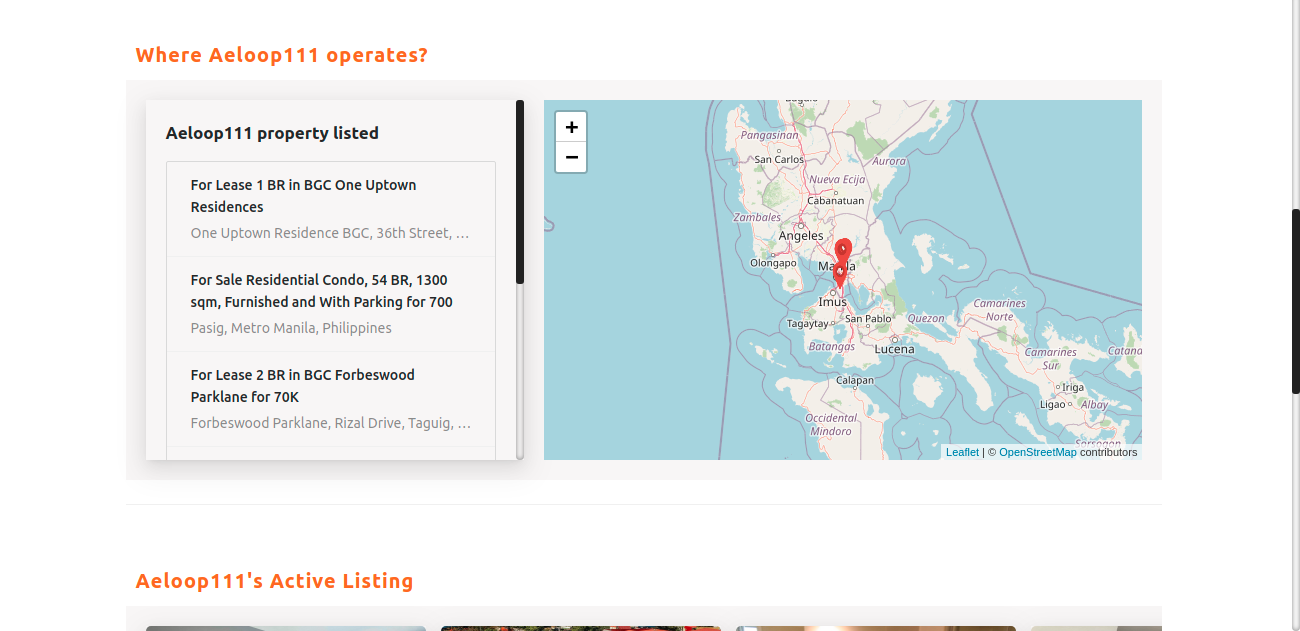 Where Aeloop111 operates?
Aeloop111 property listed
For Lease 1 BR in BGC One Uptown
Residences
One Uptown Residence BGC, 36th Street, ...
For Sale Residential Condo, 54 BR, 1300
sqm, Furnished and With Parking for 700
Pasig, Metro Manila, Philippines
For Lease 2 BR in BGC Forbeswood
Parklane for 70K
Forbeswood Parklane, Rizal Drive, Taguig, ...
+
−
Pangasinan
San Carlos
Aurora
Nueva Ecija
Cabanatuan
Zambales
Angeles
Olongapo
Imus
Tagaytay
San Pablo
Quezon
Camarines
Norte
Batangas
Lucena
Camarines
Sur
Calapan
Iriga
Ligao
Albay
Occidental
Mindoro
Leaflet | © OpenStreetMap contributors
Aeloop111's Active Listing